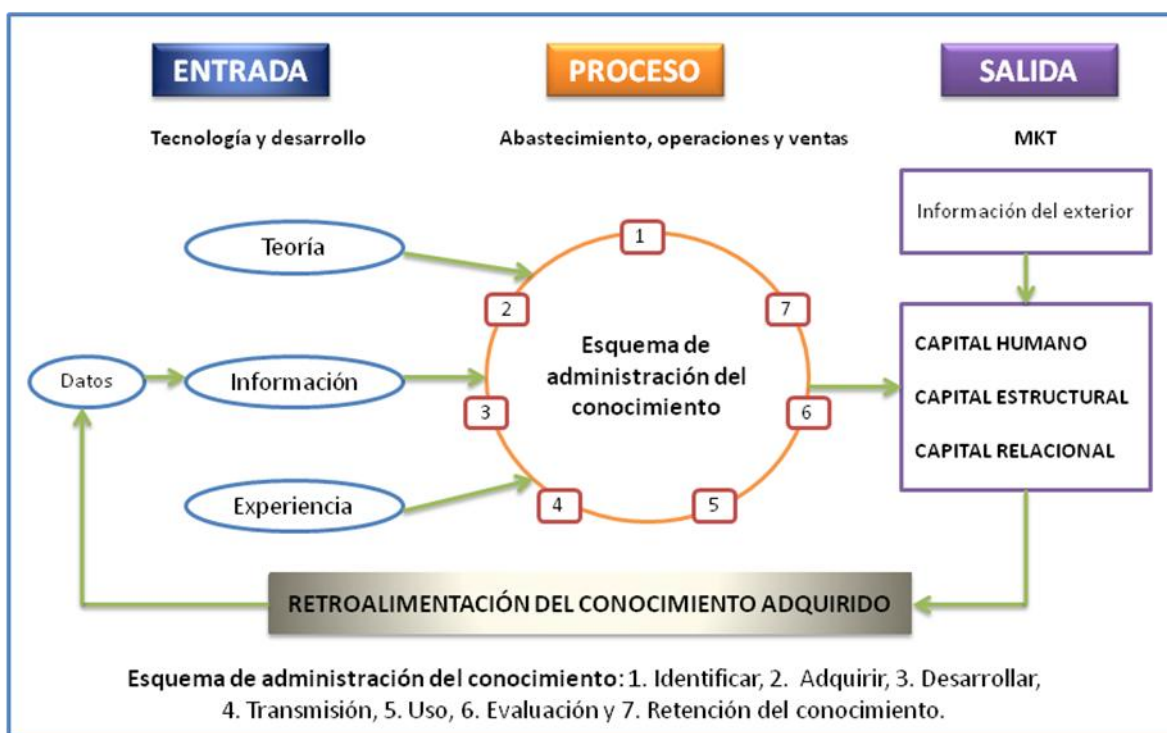 ENTRADA
PROCESO
SALIDA
Tecnología y desarrollo
Abastecimiento, operaciones y ventas
MKT
Información del exterior
Teoría
1
2
7
Esquema de
administración del
conocimiento
Datos
Información
3
6
4
5
Experiencia
CAPITAL HUMANO
CAPITAL ESTRUCTURAL
CAPITAL RELACIONAL
RETROALIMENTACIÓN DEL CONOCIMIENTO ADQUIRIDO
Esquema de administración del conocimiento: 1. Identificar, 2. Adquirir, 3. Desarrollar,
4. Transmisión, 5. Uso, 6. Evaluación y 7. Retención del conocimiento.